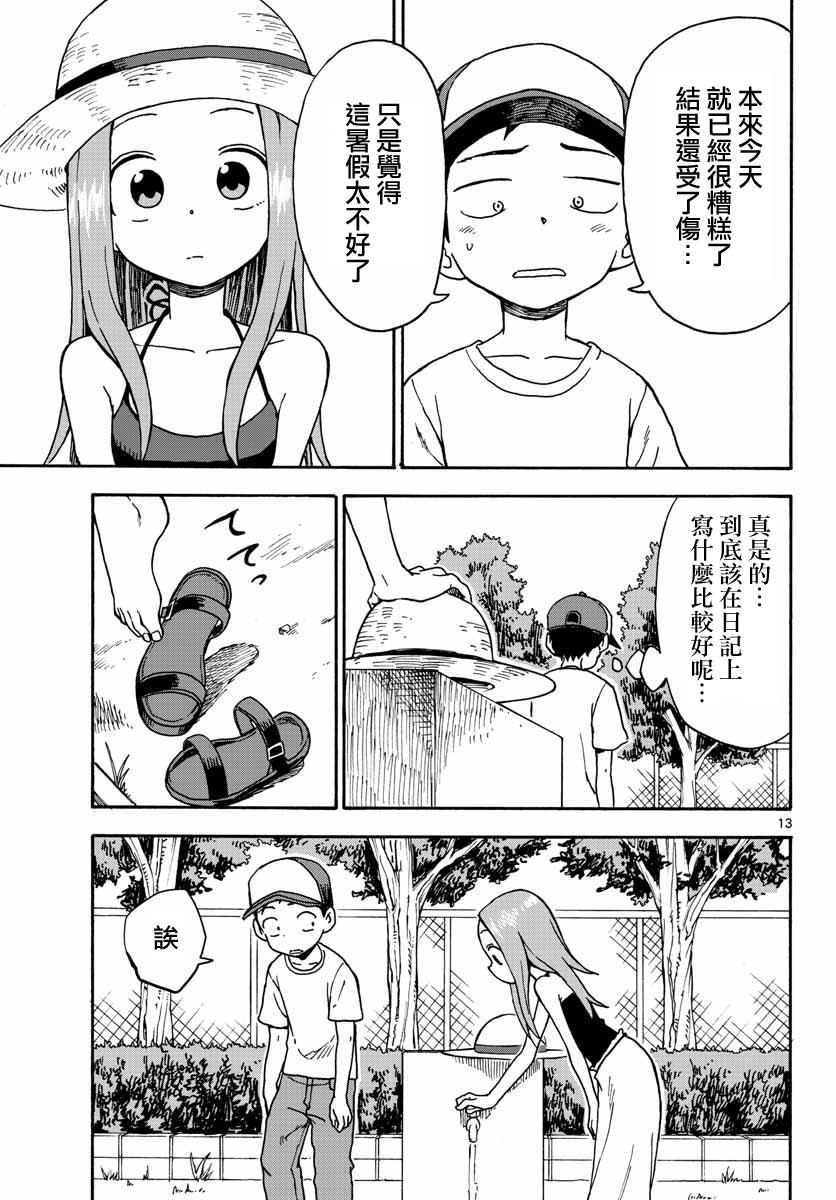 本來今天
就已經很糟糕了
結果還受了傷…
只是覺得
這暑假太不好了
真是的…
到底該在日記上
寫什麼比較好呢…
13
誒